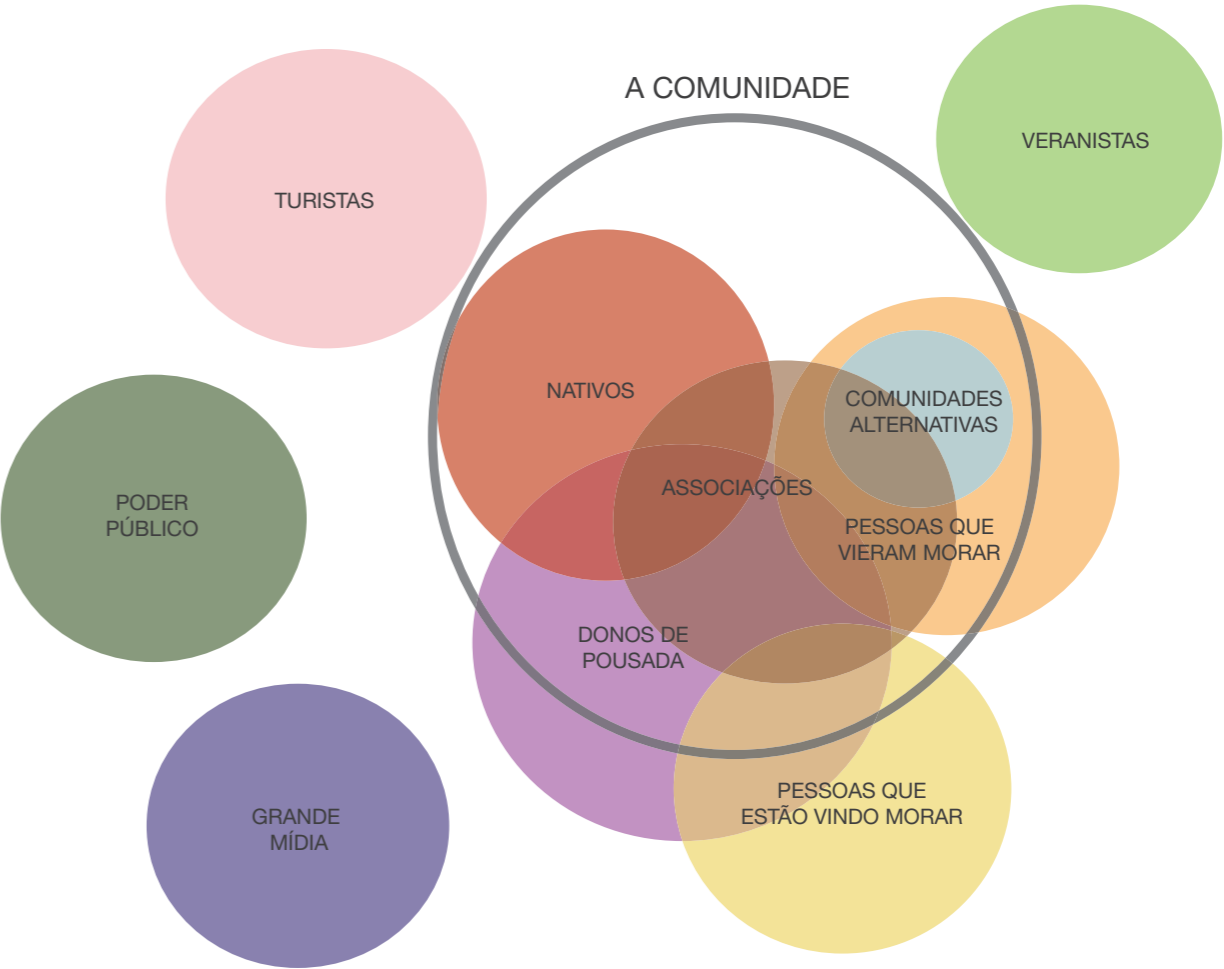 A COMUNIDADE
VERANISTAS
TURISTAS
NATIVOS
COMUNIDADES
ALTERNATIVAS
ASSOCIAÇÕES
PODER
PÚBLICO
PESSOAS QUE
VIERAM MORAR
DONOS DE
POUSADA
PESSOAS QUE
ESTÃO VINDO MORAR
GRANDE
MÍDIA